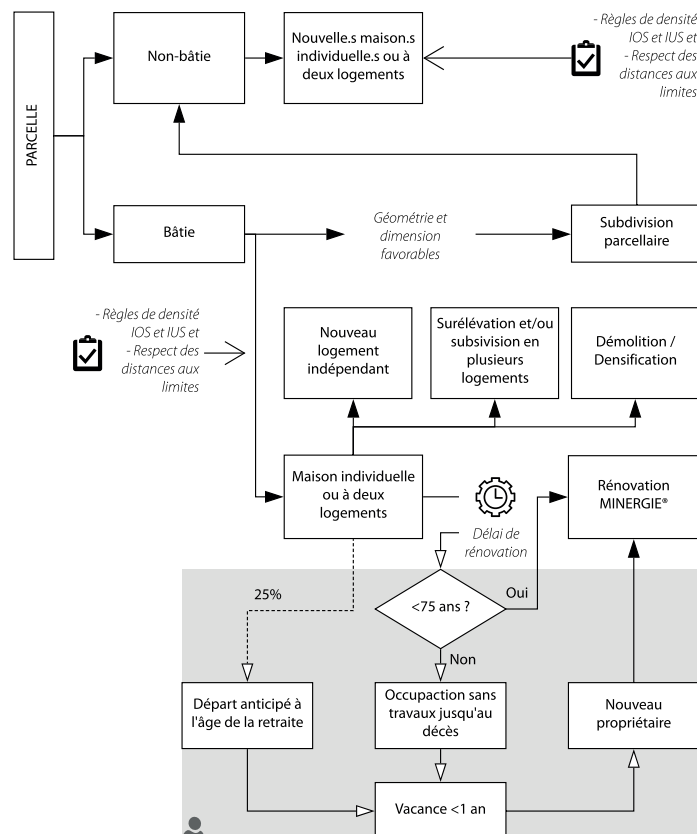 - Règles de densité
IOS et IUS et
- Respect des
distances aux
limites
Nouvelle.s maison.s
individuelle.s ou à
deux logements
Non-bâtie
PARCELLE
Bâtie
Géométrie et
dimension
favorables
Subdivision
parcellaire
- Règles de densité
IOS et IUS et
- Respect des
distances aux
limites
Nouveau
logement
indépendant
Surélévation et/ou
subsivision en
plusieurs
logements
Démolition /
Densification
Maison individuelle
ou à deux
logements
Délai de
rénovation
Rénovation
MINERGIE®
25%
<75 ans ?
Oui
Non
Départ anticipé à
l'âge de la retraite
Occupaction sans
travaux jusqu'au
décès
Nouveau
propriétaire
Vacance <1 an